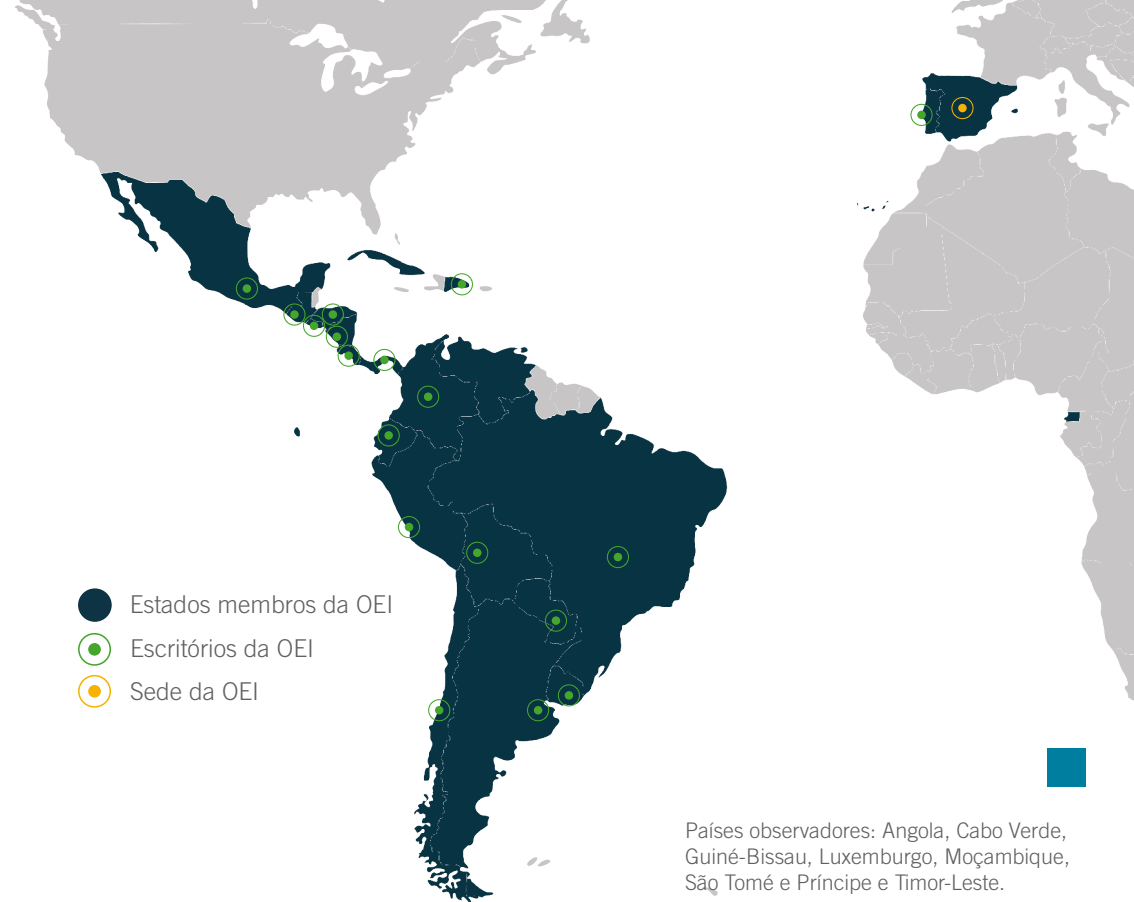 Estados membros da OEI
Escritórios da OEI
Sede da OEI
Países observadores: Angola, Cabo Verde,
Guiné-Bissau, Luxemburgo, Moçambique,
São Tomé e Príncipe e Timor-Leste.